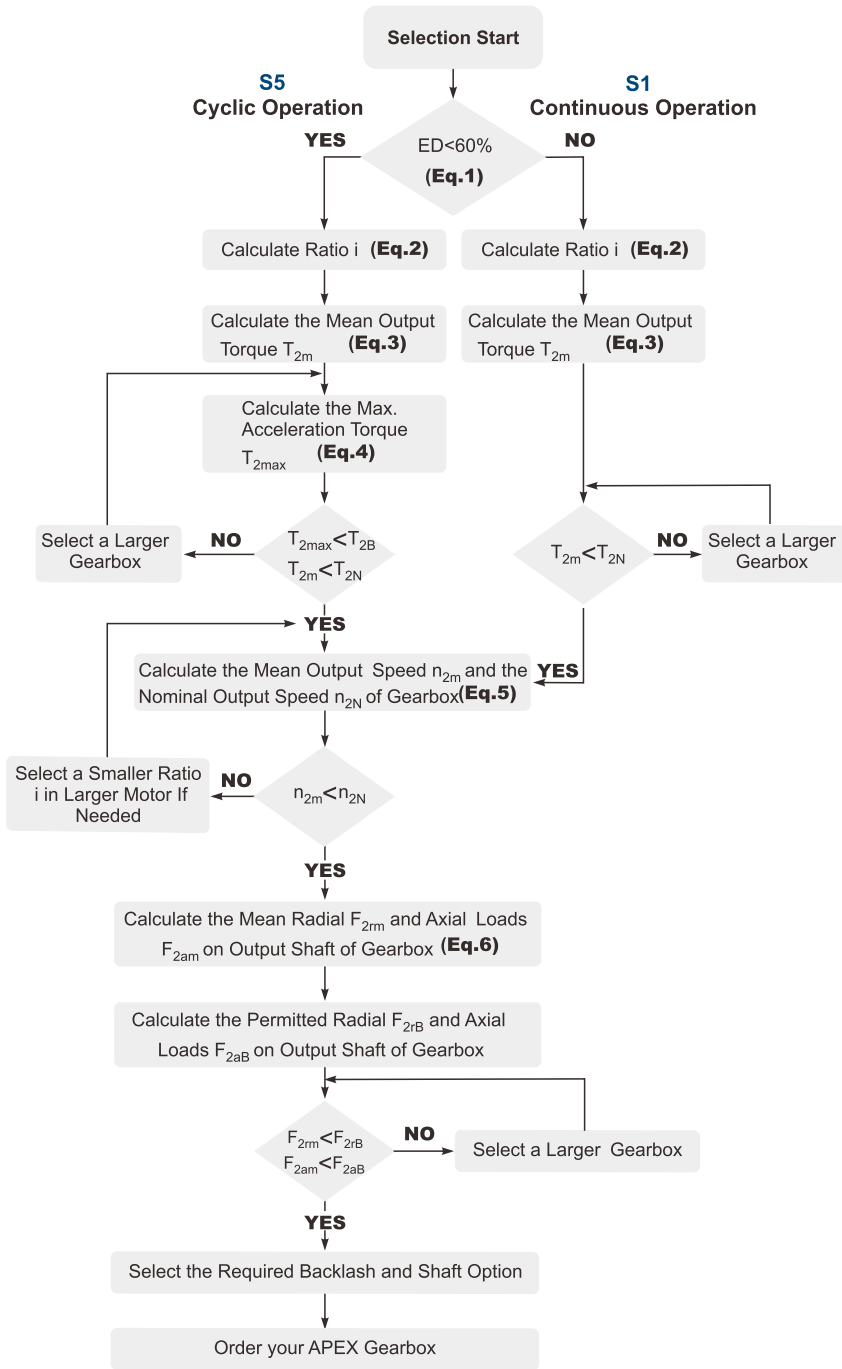 Selection Start
S5
Cyclic Operation
S1
Continuous Operation
YES
ED<60%
(Eq.1)
NO
Calculate Ratio i (Eq.2)
Calculate Ratio i (Eq.2)
Calculate the Mean Output
Torque T2m (Eq.3)
Calculate the Mean Output
Torque T2m (Eq.3)
Calculate the Max.
Acceleration Torque
T2max (Eq.4)
Select a Larger
Gearbox
NO
T2max<T2B
T2m<T2N
T2m<T2N
NO
Select a Larger
Gearbox
YES
Calculate the Mean Output Speed n2m and the
Nominal Output Speed n2N of Gearbox(Eq.5)
YES
Select a Smaller Ratio
i in Larger Motor If
Needed
NO
n2m<n2N
YES
Calculate the Mean Radial F2rm and Axial Loads
F2am on Output Shaft of Gearbox (Eq.6)
Calculate the Permitted Radial F2rB and Axial
Loads F2aB on Output Shaft of Gearbox
F2rm<F2rB
F2am<F2aB
NO
Select a Larger Gearbox
YES
Select the Required Backlash and Shaft Option
Order your APEX Gearbox